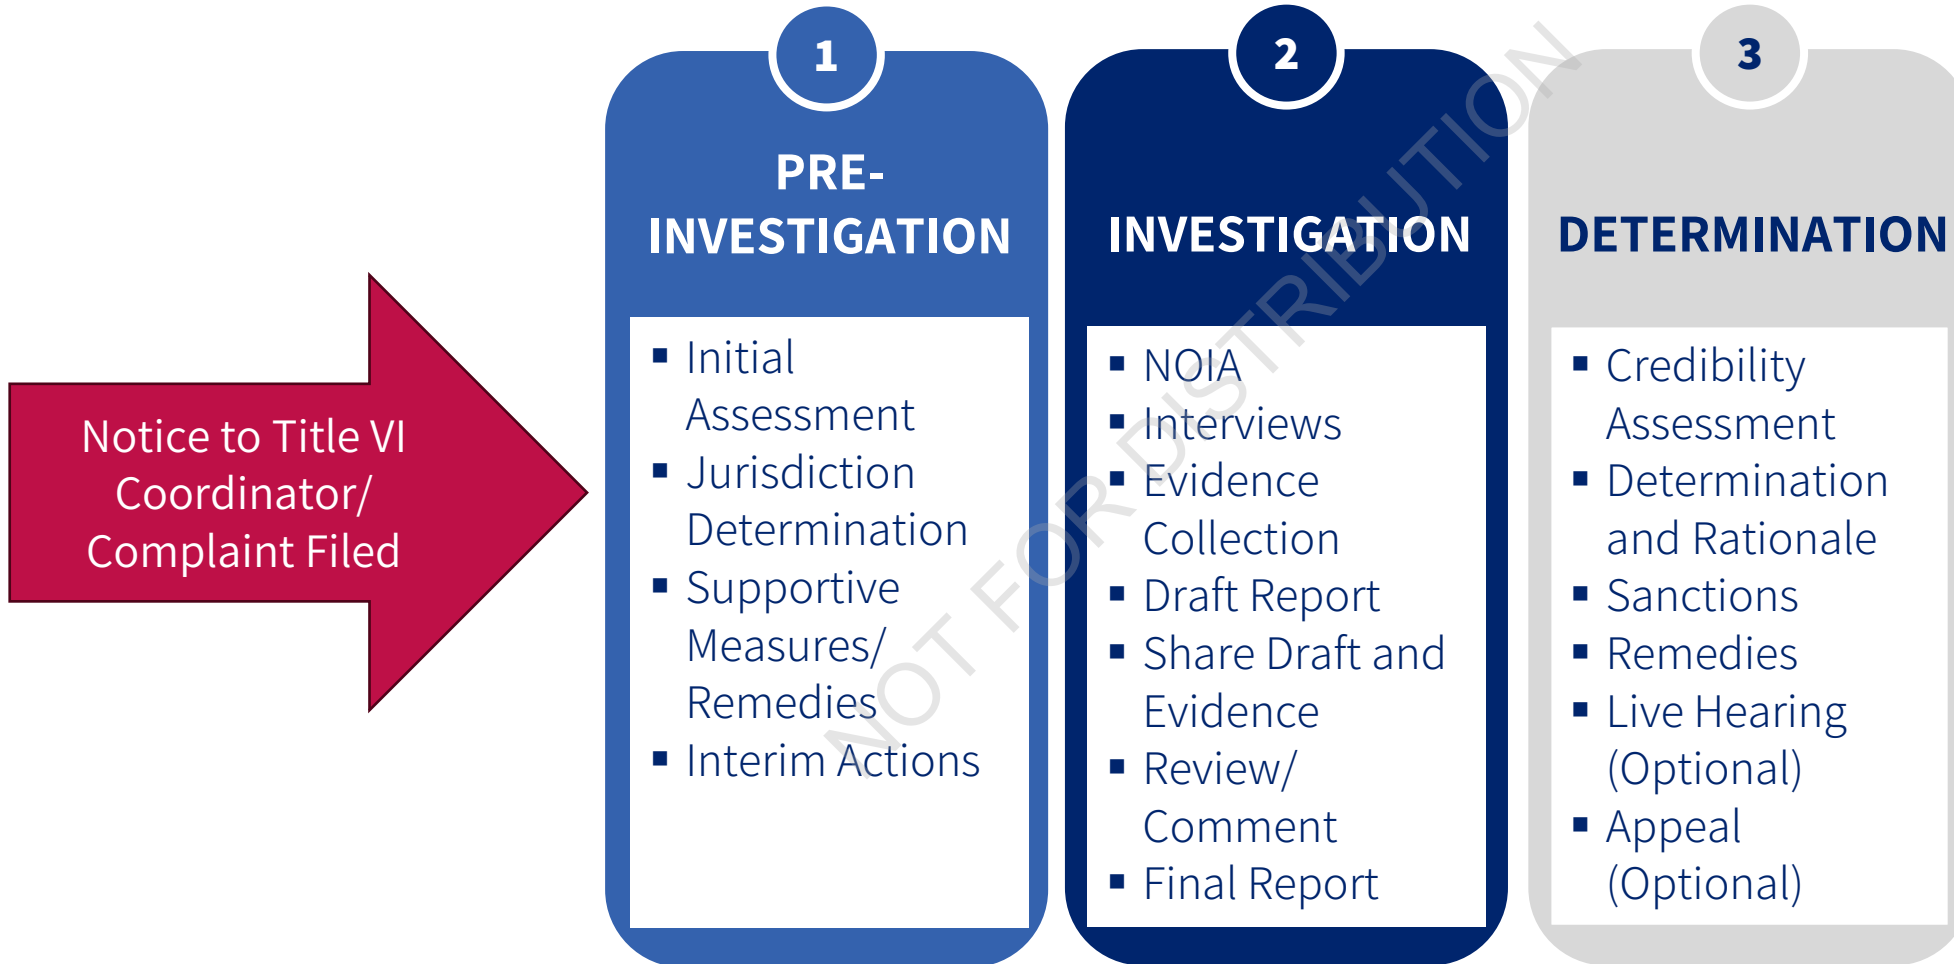 Notice to Title VI
Coordinator/
Complaint Filed
1
PRE-
INVESTIGATION
▪ Initial
Assessment
▪ Jurisdiction
Determination
▪ Supportive
Measures/
Remedies
▪ Interim Actions
2
INVESTIGATION
▪ NOIA
▪ Interviews
▪ Evidence
Collection
▪ Draft Report
▪ Share Draft and
Evidence
▪ Review/
Comment
▪ Final Report
3
DETERMINATION
▪ Credibility
Assessment
▪ Determination
and Rationale
▪ Sanctions
▪ Remedies
▪ Live Hearing
(Optional)
▪ Appeal
(Optional)
NOT FOR DISTRIBUTION